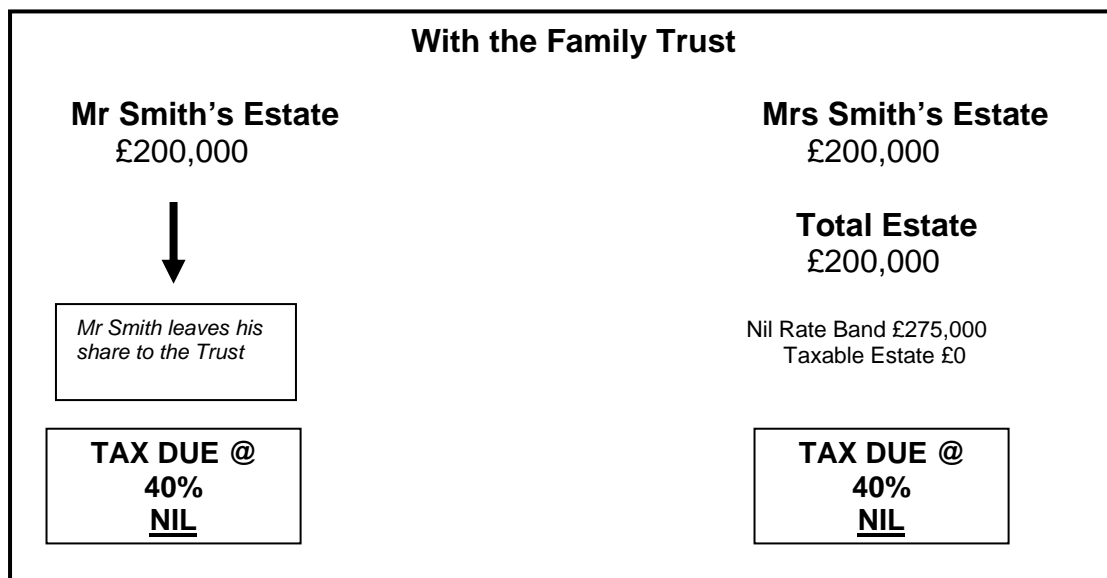 With the Family Trust
Mr Smith’s Estate
£200,000
Mr Smith leaves his
share to the Trust
TAX DUE @
40%
NIL
Mrs Smith’s Estate
£200,000
Total Estate
£200,000
Nil Rate Band £275,000
Taxable Estate £0
TAX DUE @
40%
NIL